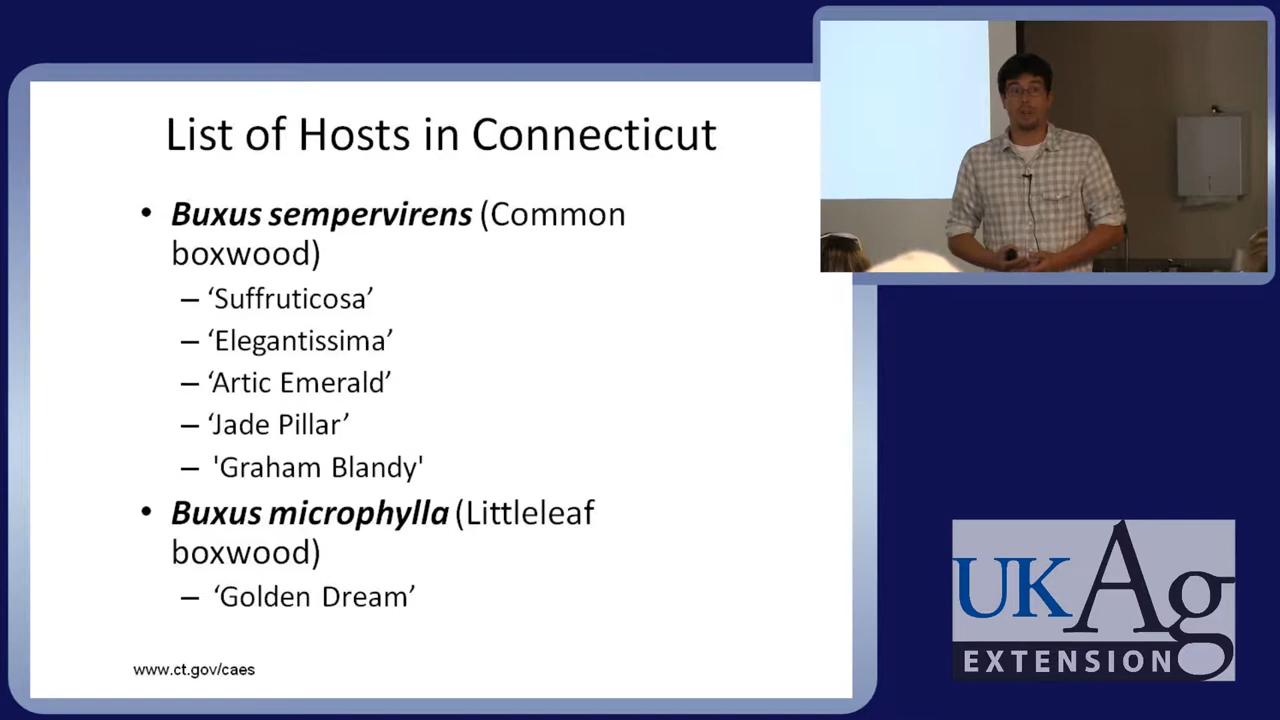 List of Hosts in Connecticut
• Buxus sempervirens (Common
boxwood)
– ‘Suffruticosa’
– ‘Elegantissima’
– ‘Artic Emerald’
– ‘Jade Pillar’
– 'Graham Blandy'
• Buxus microphylla (Littleleaf
boxwood)
– ‘Golden Dream’
www.ct.gov/caes
UKAg
EXTENSION